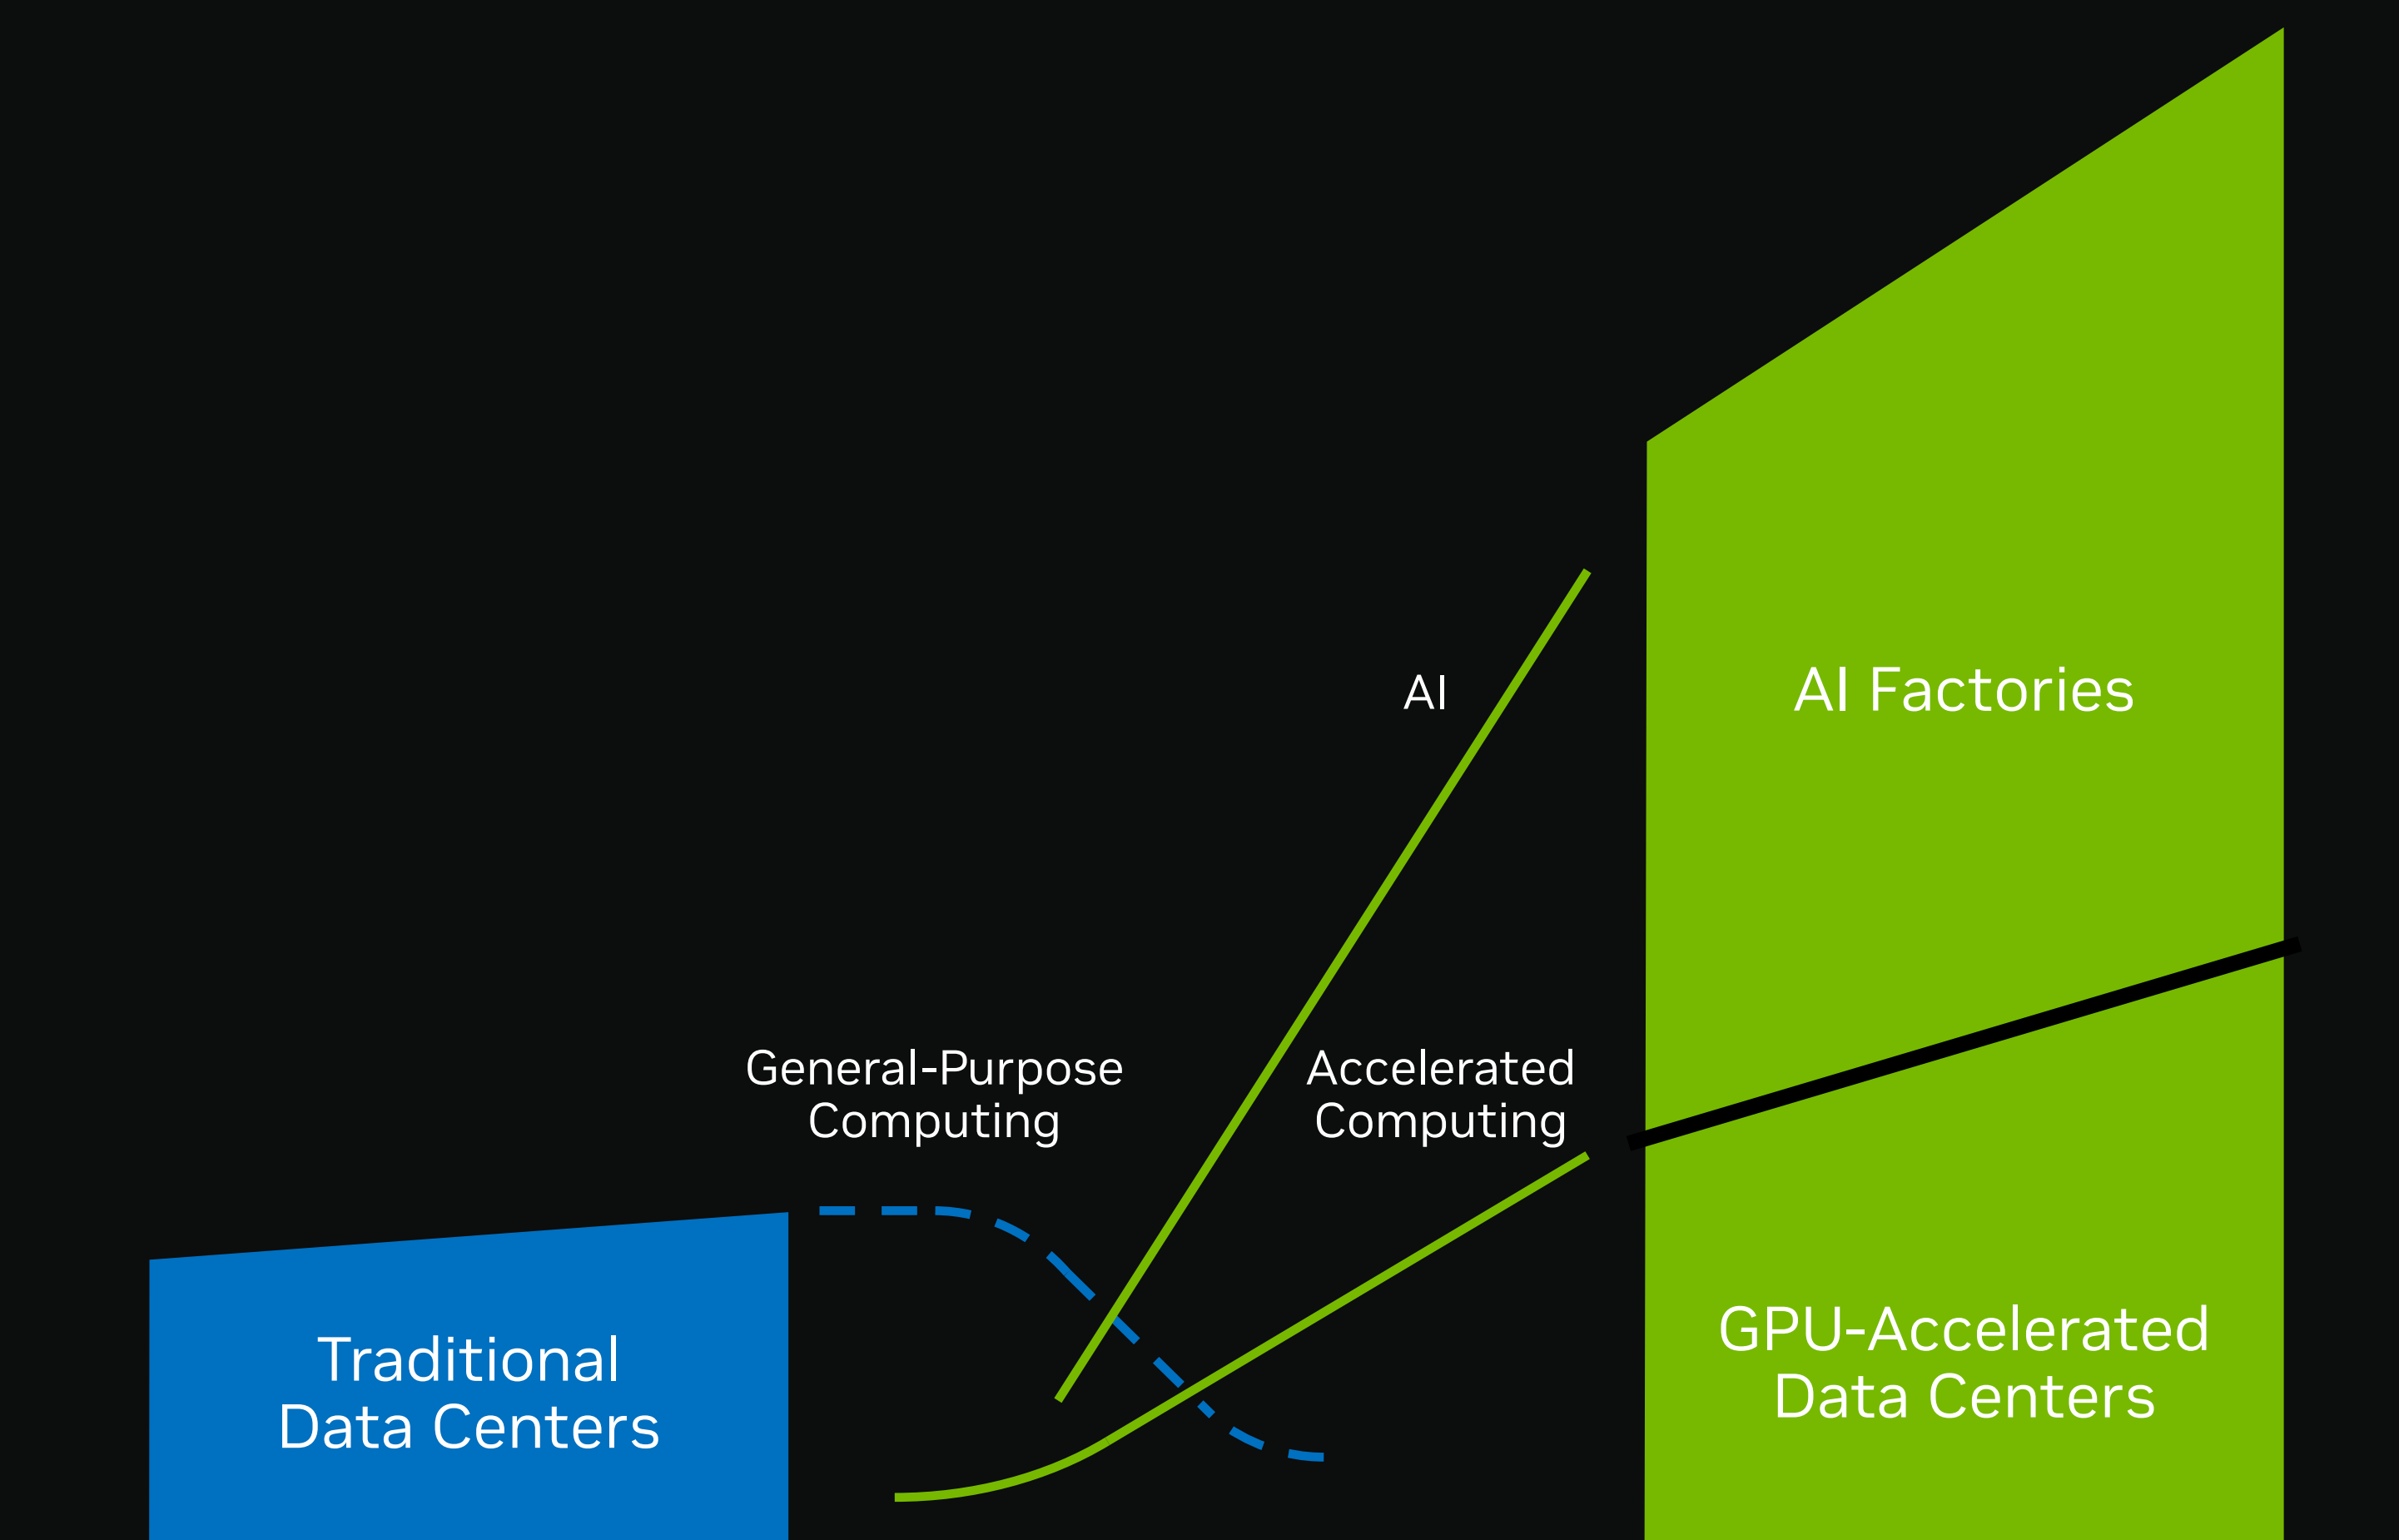 AI
AI Factories
General-Purpose
Computing
Accelerated
Computing
Traditional
Data Centers
GPU-Accelerated
Data Centers